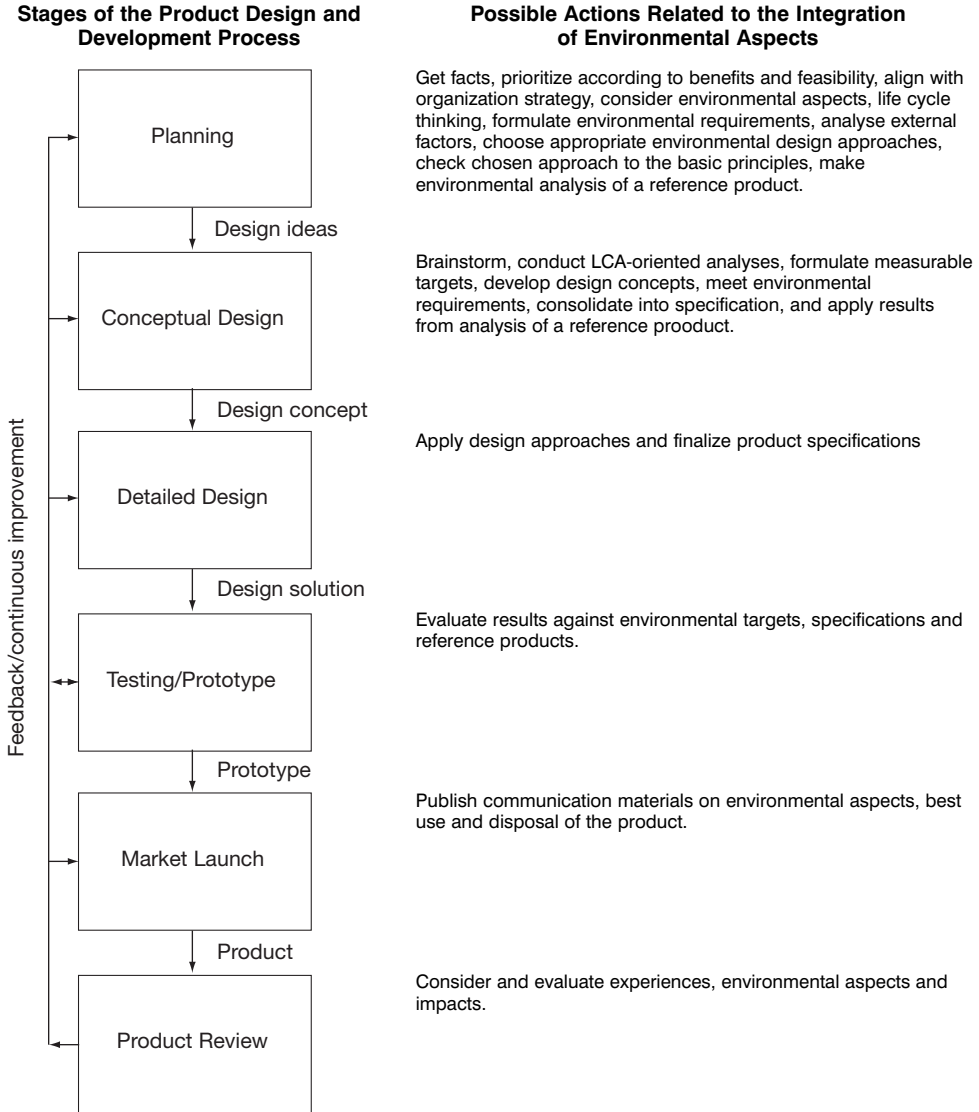 Stages of the Product Design and
Development Process
Possible Actions Related to the Integration
of Environmental Aspects
Planning
Get facts, prioritize according to benefits and feasibility, align with
organization strategy, consider environmental aspects, life cycle
thinking, formulate environmental requirements, analyse external
factors, choose appropriate environmental design approaches,
check chosen approach to the basic principles, make
environmental analysis of a reference product.
Design ideas
Conceptual Design
Brainstorm, conduct LCA-oriented analyses, formulate measurable
targets, develop design concepts, meet environmental
requirements, consolidate into specification, and apply results
from analysis of a reference prooduct.
Design concept
Detailed Design
Apply design approaches and finalize product specifications
Design solution
Testing/Prototype
Evaluate results against environmental targets, specifications and
reference products.
Prototype
Market Launch
Publish communication materials on environmental aspects, best
use and disposal of the product.
Product
Product Review
Consider and evaluate experiences, environmental aspects and
impacts.
Feedback/continuous improvement